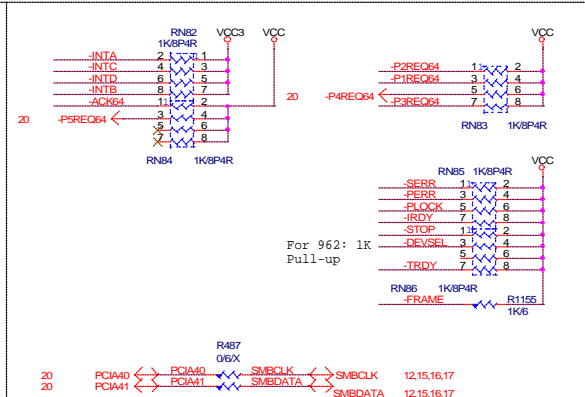 RN82 VCC3 VCC
1K/8P4R
-INTA 2 1
-INTC 4 3
-INTD 6 5
-INTB 8 7
-ACK64 1 1 2
20 -P5REQ64 3 4
5 6
7 8
RN84 1K/8P4R
VCC
-P2REQ64 1 1 2
-P1REQ64 3 4
20 -P4REQ64 5 6
-P3REQ64 7 8
RN83 1K/8P4R
VCC
RN85 1K/8P4R
-SERR 1 1 2
-PERR 3 4
-PLOCK 5 6
-IRDY 7 8
-STOP 1 1 2
-DEVSEL 3 4
5 6
-TRDY 7 8
For 962: 1K
Pull-up
RN86 1K/8P4R
-FRAME R1155
1K/6
R487
0/6/X
20 PCIA40 PCIA40 SMBCLK SMBCLK 12,15,16,17
20 PCIA41 PCIA41 SMBDATA
SMBDATA 12,15,16,17